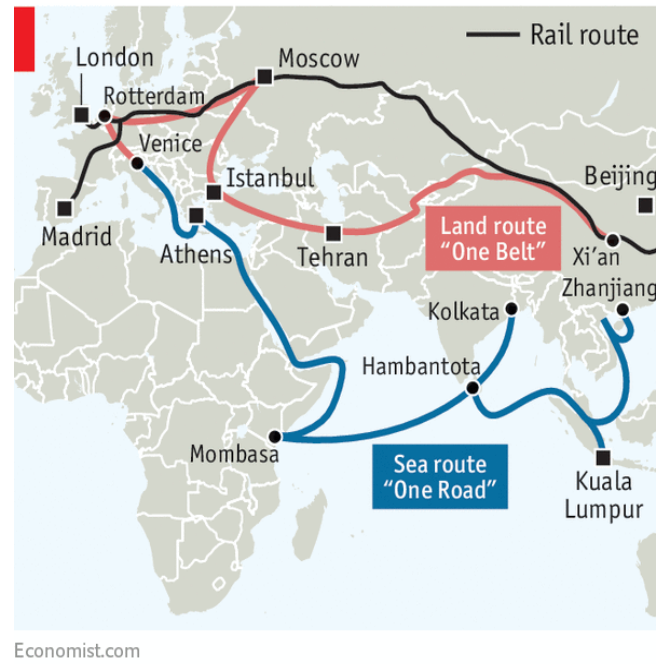 Rail route
London
Moscow
Rotterdam
Venice
Istanbul
Beijing
Madrid
Athens
Tehran
Land route
“One Belt”
Xi’an
Zhanjiang
Kolkata
Hambantota
Mombasa
Sea route
“One Road”
Kuala
Lumpur
Economist.com